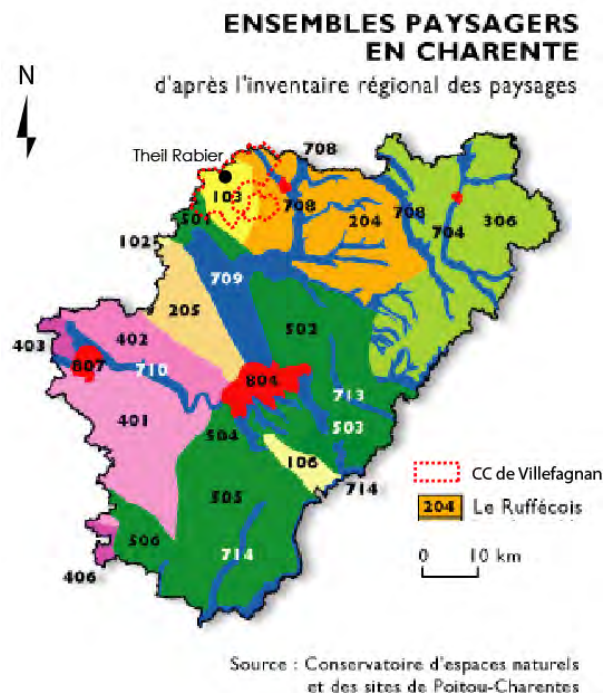 ENSEMBLES PAYSAGERS
EN CHARENTE
d'après l'inventaire régional des paysages
N
Theil Rabier
708
103
708
204
708
704
306
501
102
709
205
502
402
403
807
710
804
401
713
504
503
106
714
505
506
714
406
CC de Villefagnan
204 Le Ruffécois
0 10 km
Source : Conservatoire d'espaces naturels
et des sites de Poitou-Charentes